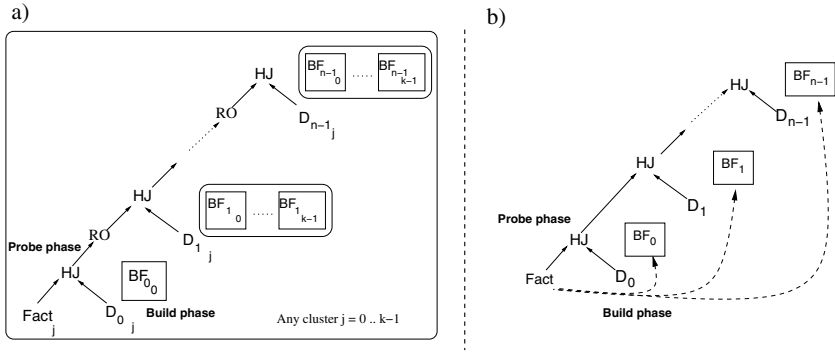 a)
HJ
BF n-1 0 ..... BF n-1 k-1
RO
D n-1 j
HJ
BF 1 0 ..... BF 1 k-1
RO
D 1 j
Probe phase
HJ
BF 0 0
Fact j
D 0 j
Build phase
Any cluster j = 0 .. k-1
b)
HJ
BF n-1
D n-1
HJ
BF 1
D 1
Probe phase
HJ
BF 0
Fact
D 0
Build phase